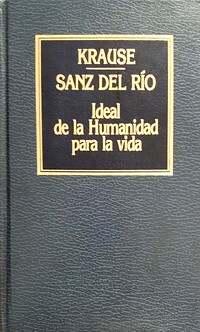 KRAUSE
SANZ DEL RÍO
Ideal
de la Humanidad
para la vida